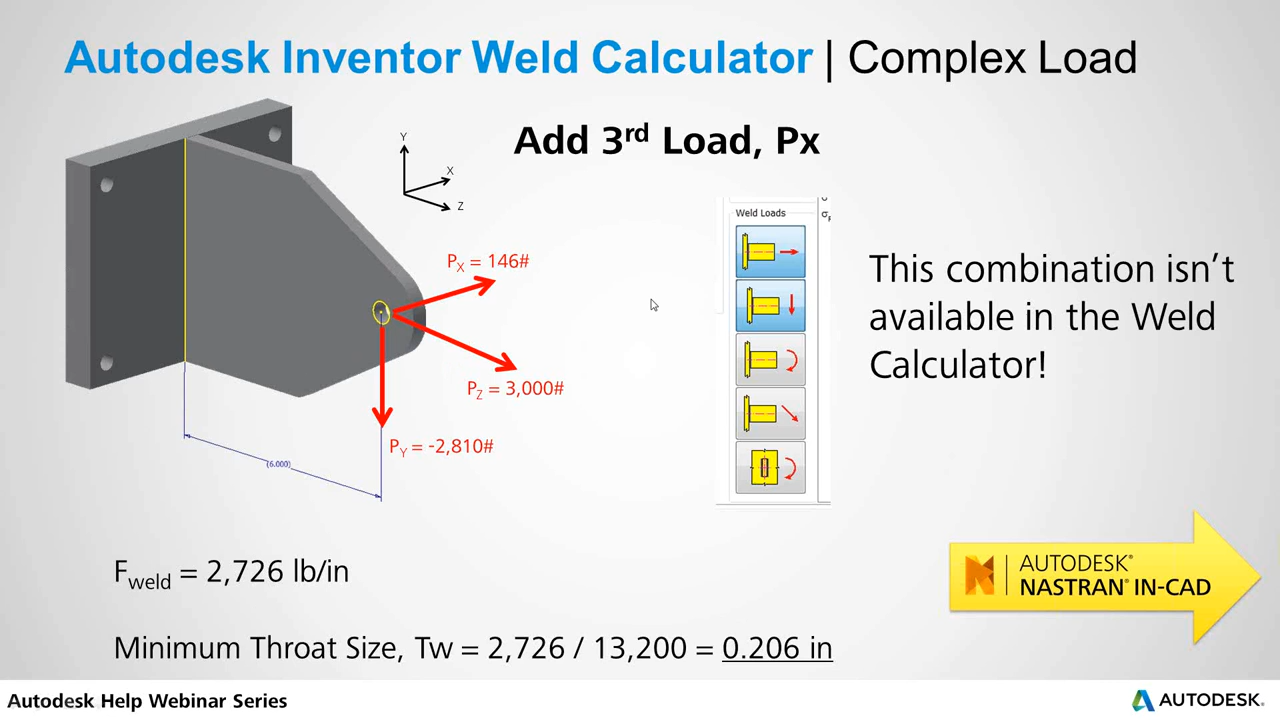 Autodesk Inventor Weld Calculator | Complex Load
Add 3rd Load, Px
Y
X
Z
PX = 146#
PZ = 3,000#
PY = -2,810#
(6.000)
Weld Loads
This combination isn't
available in the Weld
Calculator!
AUTODESK®
NASTRAN® IN-CAD
Fweld = 2,726 lb/in
Minimum Throat Size, Tw = 2,726 / 13,200 = 0.206 in
Autodesk Help Webinar Series
AUTODESK.